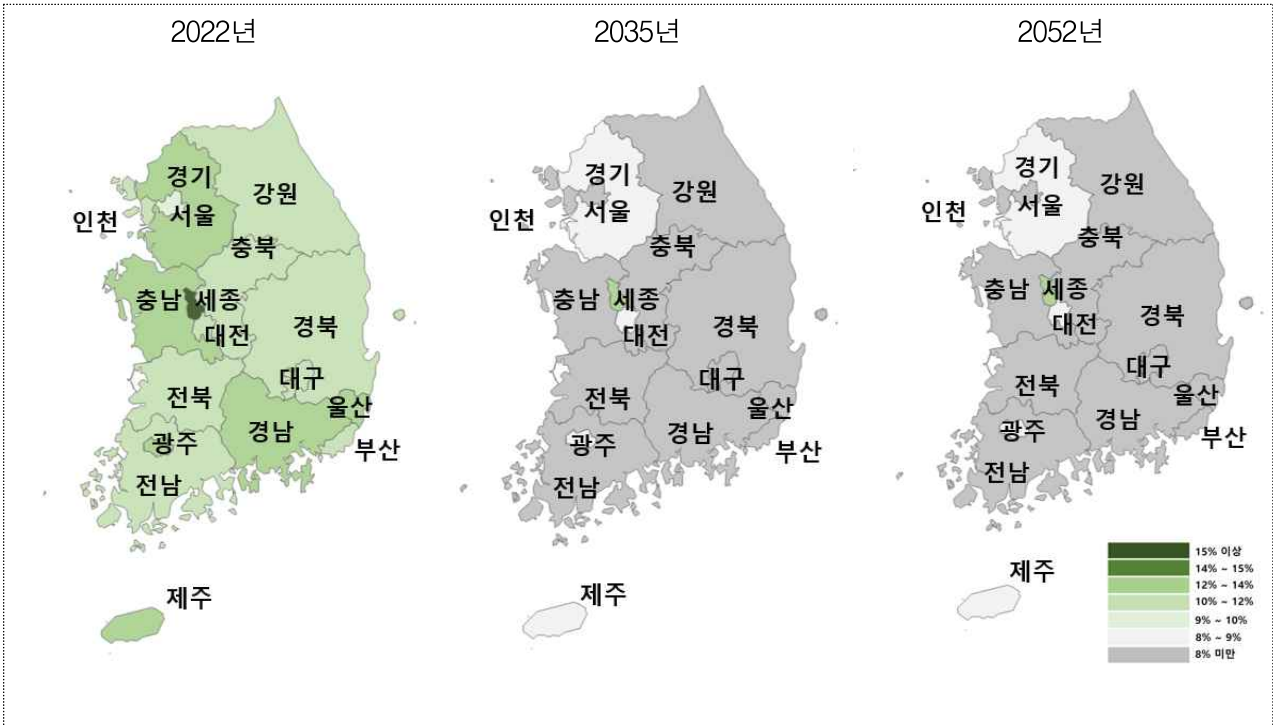 2022년
2035년
2052년
경기
강원
인천
서울
충북
충남
세종
대전
경북
대구
전북
울산
경남
광주
부산
전남
제주
경기
강원
인천
서울
충북
충남
세종
대전
경북
대구
전북
울산
경남
광주
부산
전남
제주
경기
강원
인천
서울
충북
충남
세종
대전
경북
대구
전북
울산
경남
광주
부산
전남
제주
15% 이상
14% ~ 15%
12% ~ 14%
10% ~ 12%
9% ~ 10%
8% ~ 9%
8% 미만